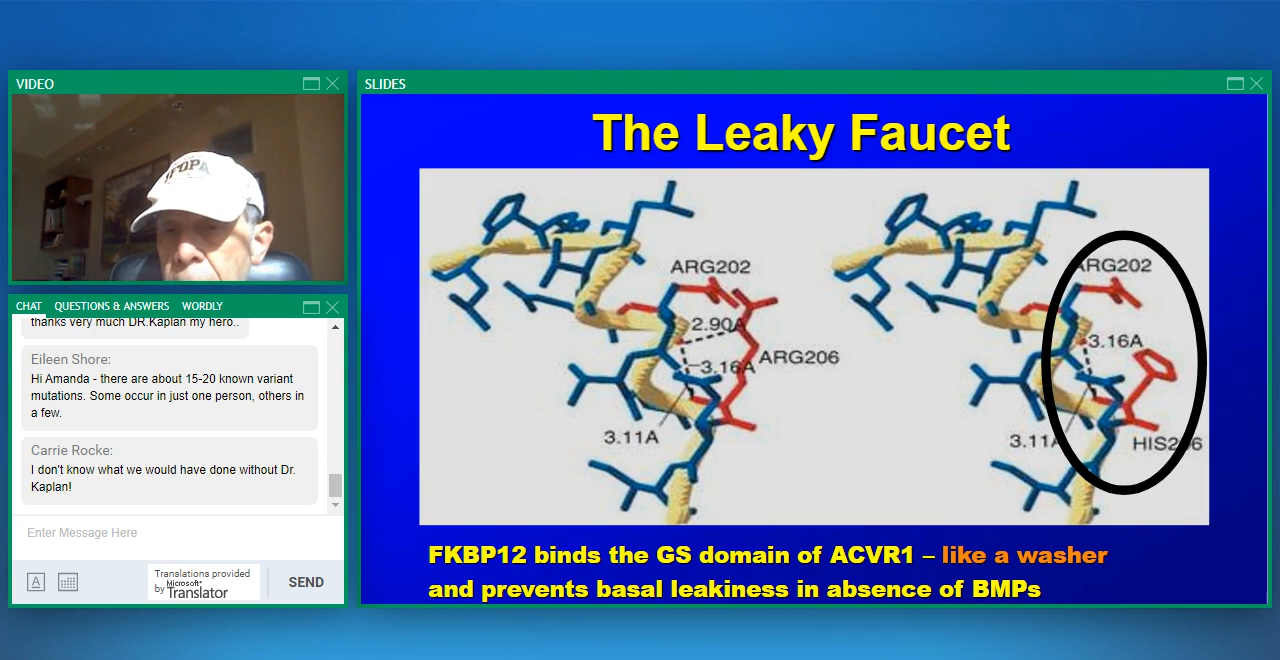 VIDEO
IFOPA
CHAT QUESTIONS & ANSWERS WORDLY
thanks very much DR.Kaplan my hero..
Eileen Shore:
Hi Amanda - there are about 15-20 known variant
mutations. Some occur in just one person, others in
a few.
Carrie Rocke:
I don't know what we would have done without Dr.
Kaplan!
Enter Message Here
A
Translations provided
by Microsoft®
Translator
SEND
SLIDES
The Leaky Faucet
ARG202
2.90A
ARG206
3.16A
3.11A
ARG202
3.16A
3.11A
HIS206
FKBP12 binds the GS domain of ACVR1 – like a washer
and prevents basal leakiness in absence of BMPs